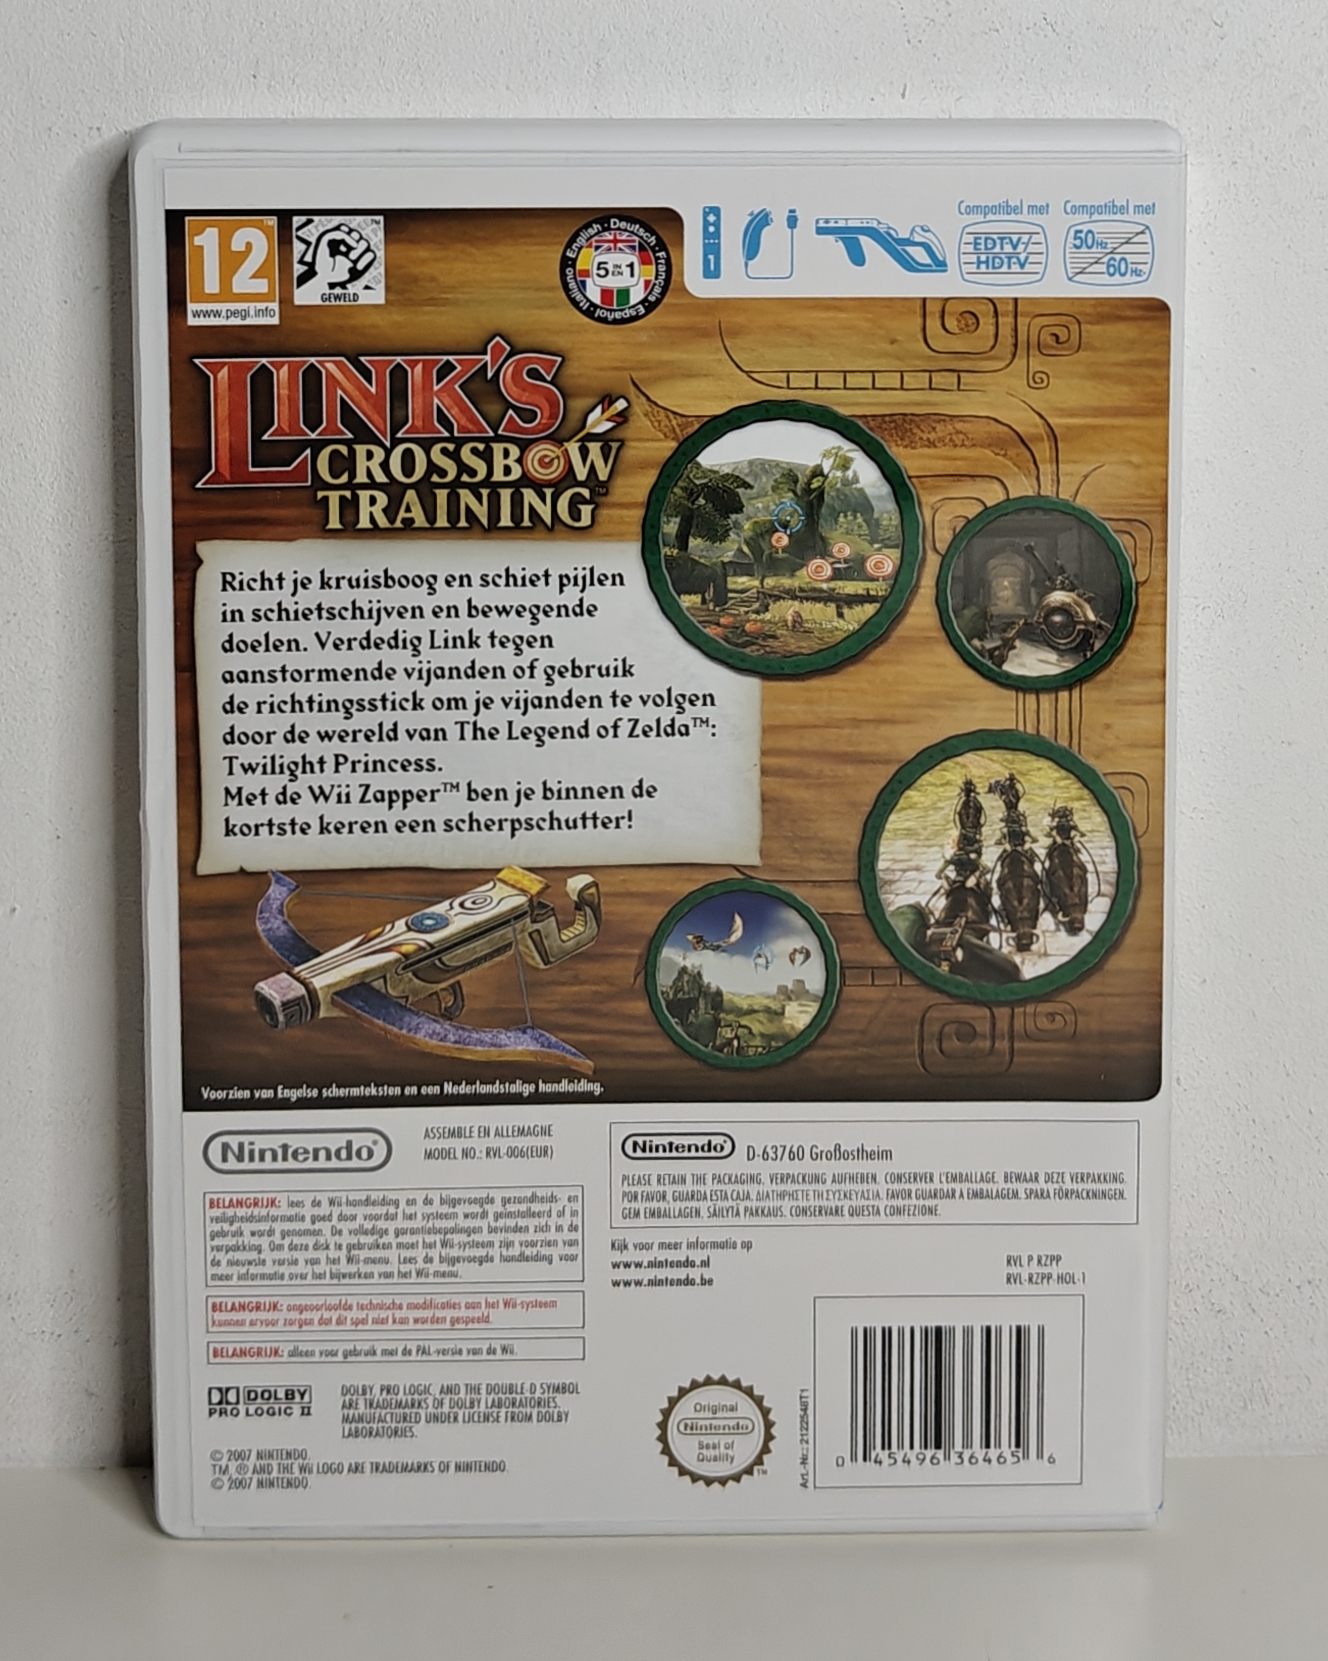 12
www.pegi.info
GEWELD
English · Deutsch · Français · Español · Italiano
5 IN EN 1
1
Compatibel met
EDTV/
HDTV
Compatibel met
50Hz
60Hz
LINK'S
CROSSBOW
TRAINING™
Richt je kruisboog en schiet pijlen
in schietschijven en bewegende
doelen. Verdedig Link tegen
aanstormende vijanden of gebruik
de richtingsstick om je vijanden te volgen
door de wereld van The Legend of Zelda™:
Twilight Princess.
Met de Wii Zapper™ ben je binnen de
kortste keren een scherpschutter!
Voorzien van Engelse schermteksten en een Nederlandstalige handleiding.
Nintendo®
ASSEMBLE EN ALLEMAGNE
MODEL NO.: RVL-006(EUR)
BELANGRIJK: lees de Wii-handleiding en de bijgevoegde gezondheids- en
veiligheidsinformatie goed door voordat het systeem wordt geïnstalleerd of in
gebruik wordt genomen. De volledige garantiebepalingen bevinden zich in de
verpakking. Om deze disk te gebruiken moet het Wii-systeem zijn voorzien van
de nieuwste versie van het Wii-menu. Lees de bijgevoegde handleiding voor
meer informatie over het bijwerken van het Wii-menu.
BELANGRIJK: ongeoorloofde technische modificaties aan het Wii-systeem
kunnen ervoor zorgen dat dit spel niet kan worden gespeeld.
BELANGRIJK: alleen voor gebruik met de PAL-versie van de Wii.
DOLBY
PRO LOGIC II
DOLBY, PRO LOGIC, AND THE DOUBLE-D SYMBOL
ARE TRADEMARKS OF DOLBY LABORATORIES.
MANUFACTURED UNDER LICENSE FROM DOLBY
LABORATORIES.
© 2007 NINTENDO.
TM, ® AND THE Wii LOGO ARE TRADEMARKS OF NINTENDO.
© 2007 NINTENDO.
Nintendo® D-63760 Großostheim
PLEASE RETAIN THE PACKAGING. VERPACKUNG AUFHEBEN. CONSERVER L'EMBALLAGE. BEWAAR DEZE VERPAKKING.
POR FAVOR, GUARDA ESTA CAJA. ΔΙΑΤΗΡΗΣΤΕ ΤΗ ΣΥΣΚΕΥΑΣΙΑ. FAVOR GUARDAR A EMBALAGEM. SPARA FÖRPACKNINGEN.
GEM EMBALLAGEN. SÄILYTÄ PAKKAUS. CONSERVARE QUESTA CONFEZIONE.
Kijk voor meer informatie op
www.nintendo.nl
www.nintendo.be
RVL P RZPP
RVL-RZPP-HOL-1
Original
Nintendo
Seal of
Quality
™
Art.-Nr.: 2122548T1
0 45496 36465 6